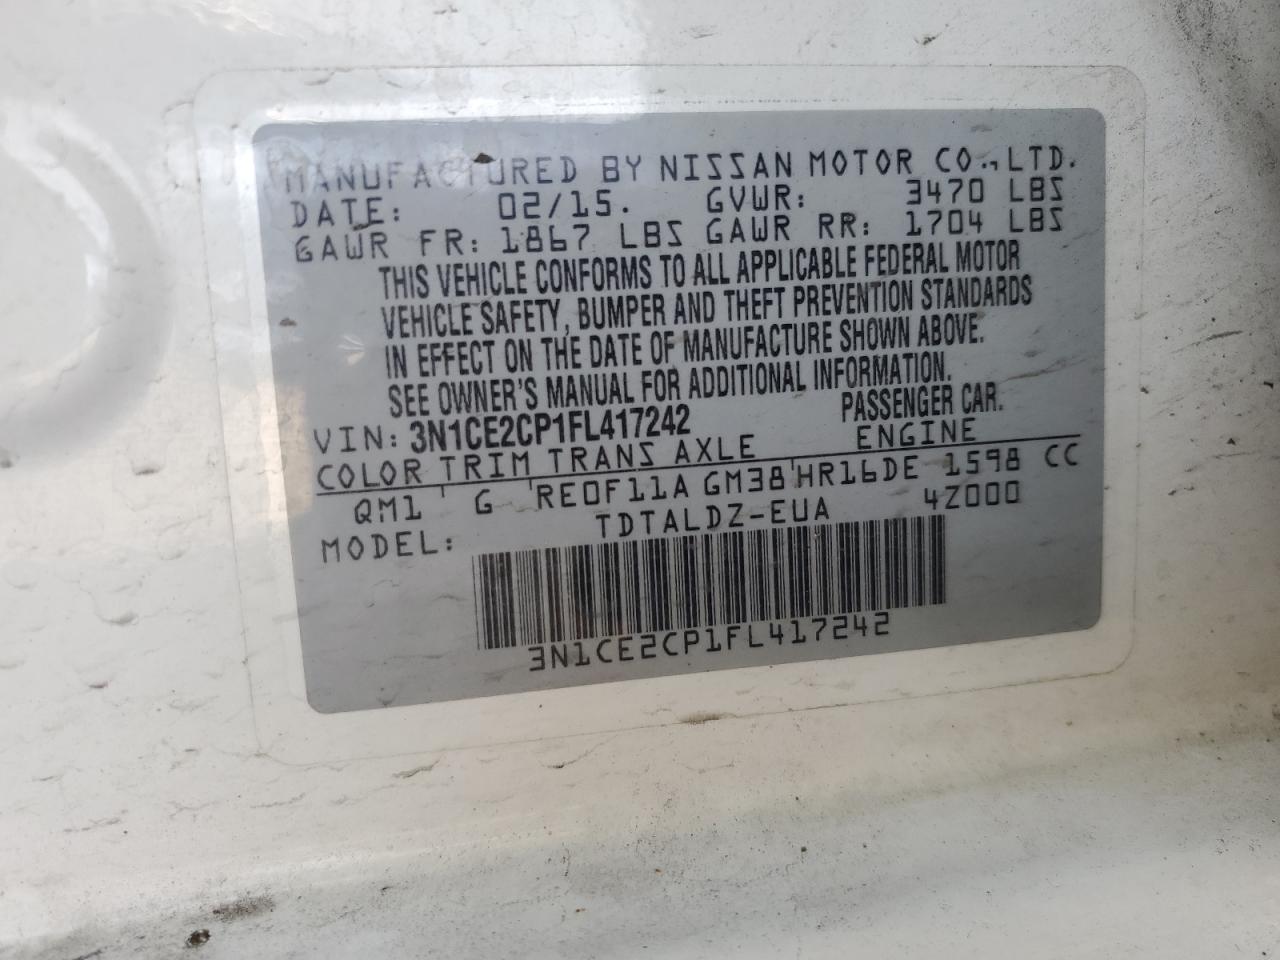 MANUFACTURED BY NISSAN MOTOR CO., LTD.
DATE: 02/15. GVWR: 3470 LBS
GAWR FR: 1867 LBS GAWR RR: 1704 LBS
THIS VEHICLE CONFORMS TO ALL APPLICABLE FEDERAL MOTOR
VEHICLE SAFETY, BUMPER AND THEFT PREVENTION STANDARDS
IN EFFECT ON THE DATE OF MANUFACTURE SHOWN ABOVE.
SEE OWNER'S MANUAL FOR ADDITIONAL INFORMATION.
VIN: 3N1CE2CP1FL417242 PASSENGER CAR.
COLOR TRIM TRANS AXLE ENGINE
QM1 ' G ' RE0F11A GM38 ' HR16DE 1598 CC
MODEL: TDTALDZ-EUA 4Z000
3N1CE2CP1FL417242